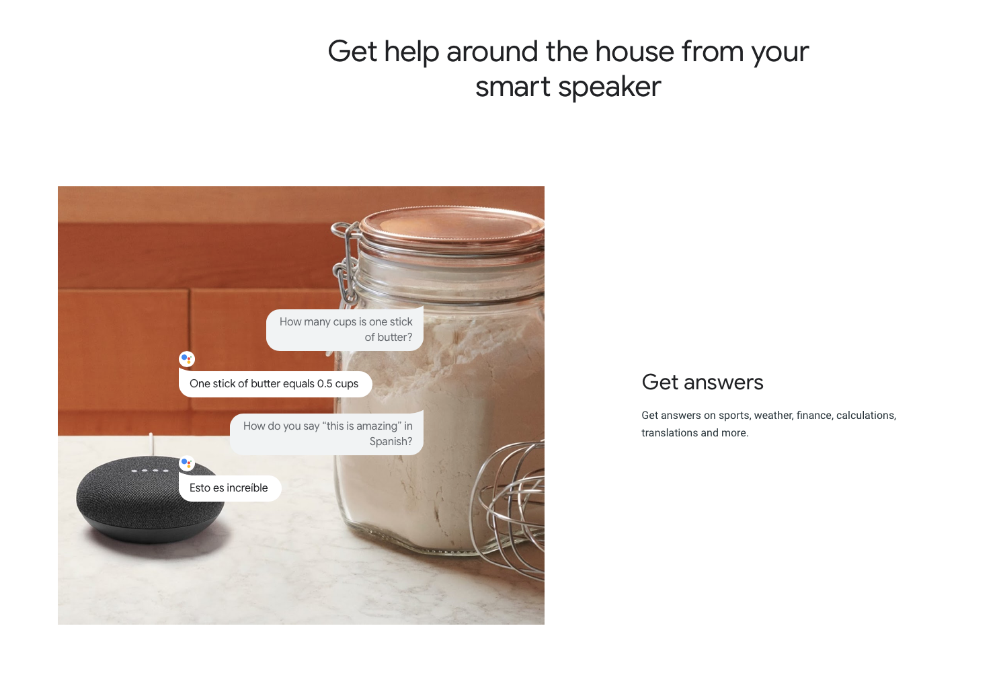 Get help around the house from your
smart speaker
How many cups is one stick
of butter?
One stick of butter equals 0.5 cups
How do you say “this is amazing” in
Spanish?
Esto es increíble
Get answers
Get answers on sports, weather, finance, calculations,
translations and more.